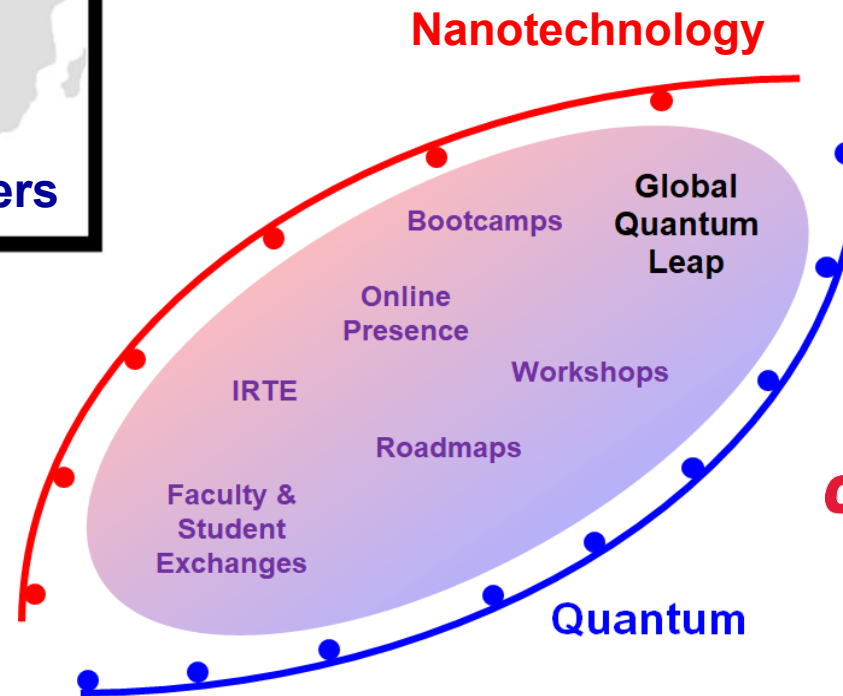 Nanotechnology
ers
Global
Quantum
Leap
Bootcamps
Online
Presence
Workshops
IRTE
Roadmaps
Faculty &
Student
Exchanges
Quantum